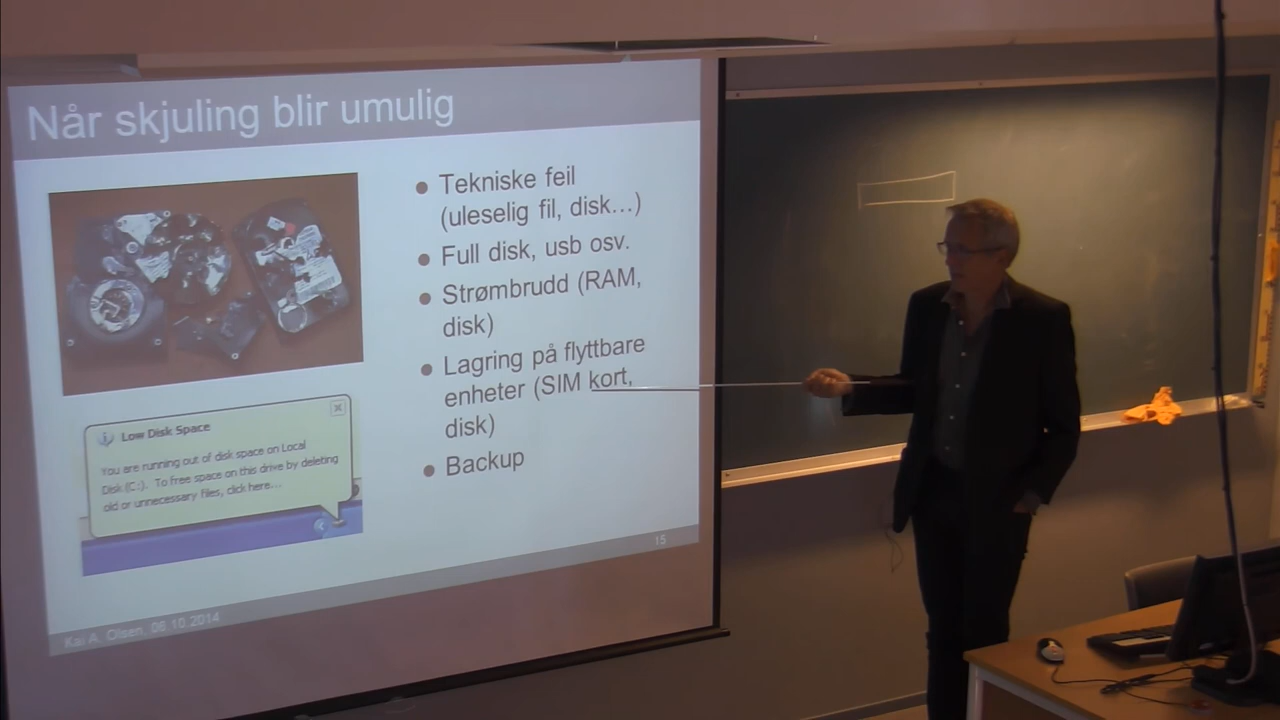 Når skjuling blir umulig
Tekniske feil
(uleselig fil, disk...)
Full disk, usb osv.
Strømbrudd (RAM,
disk)
Lagring på flyttbare
enheter (SIM kort,
disk)
Backup
Low Disk Space
You are running out of disk space on Local
Disk (C:). To free space on this drive by deleting
old or unnecessary files, click here...
15
Kai A. Olsen, 06.10.2014